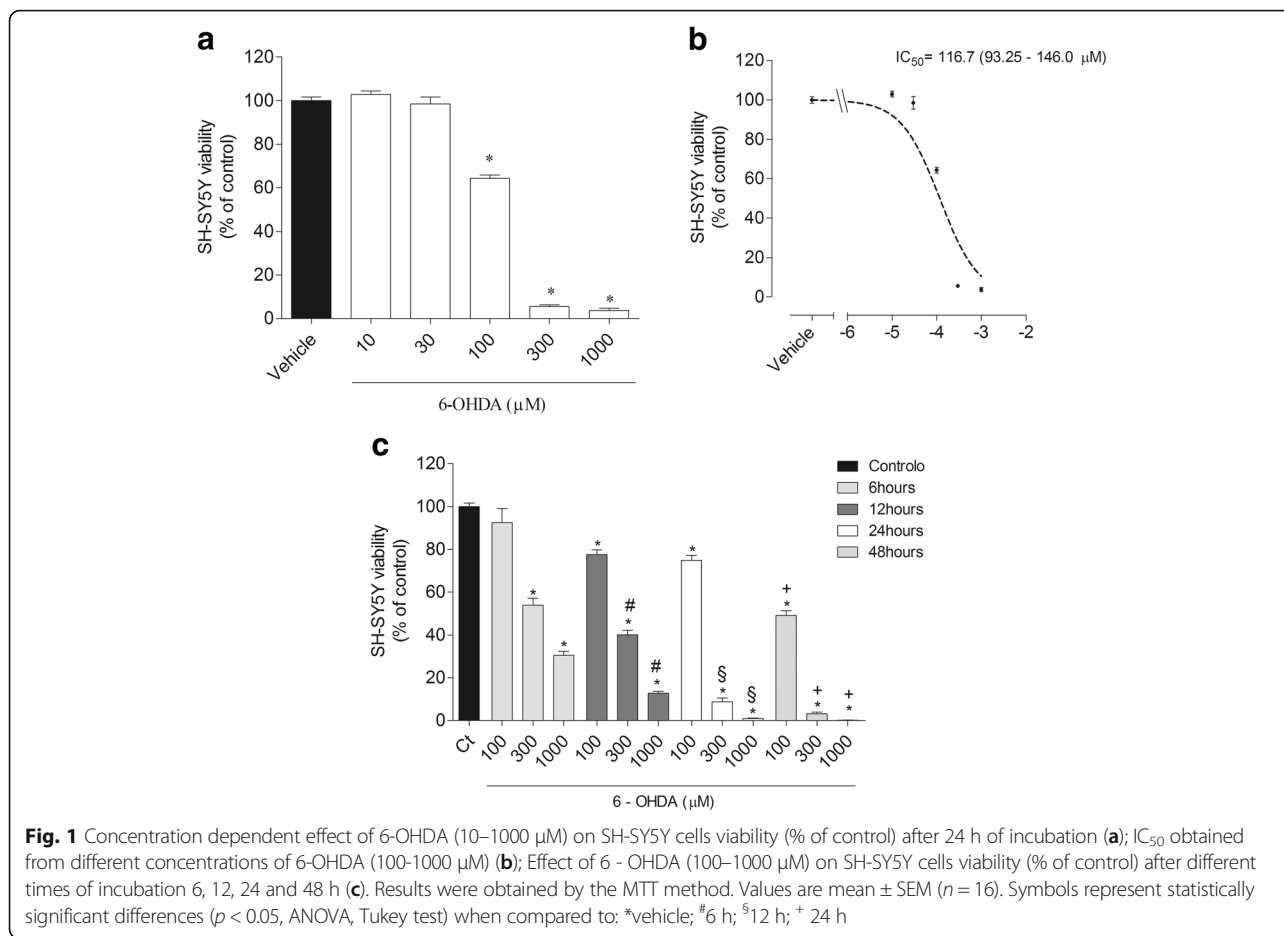 a
120
100
80
60
40
20
0
SH-SY5Y viability
(% of control)
*
*
*
Vehicle
10
30
100
300
1000
6-OHDA (μM)
b
IC50= 116.7 (93.25 - 146.0 μM)
120
100
80
60
40
20
0
SH-SY5Y viability
(% of control)
Vehicle
-6
-5
-4
-3
-2
c
120
100
80
60
40
20
0
SH-SY5Y viability
(% of control)
Controlo
6hours
12hours
24hours
48hours
*
*
*
#
*
#
*
*
§
*
§
*
+
*
+
*
+
*
Ct
100
300
1000
100
300
1000
100
300
1000
100
300
1000
6 - OHDA (μM)
Fig. 1 Concentration dependent effect of 6-OHDA (10–1000 μM) on SH-SY5Y cells viability (% of control) after 24 h of incubation (a); IC50 obtained
from different concentrations of 6-OHDA (100-1000 μM) (b); Effect of 6 - OHDA (100–1000 μM) on SH-SY5Y cells viability (% of control) after different
times of incubation 6, 12, 24 and 48 h (c). Results were obtained by the MTT method. Values are mean ± SEM (n = 16). Symbols represent statistically
significant differences (p < 0.05, ANOVA, Tukey test) when compared to: *vehicle; #6 h; §12 h; + 24 h